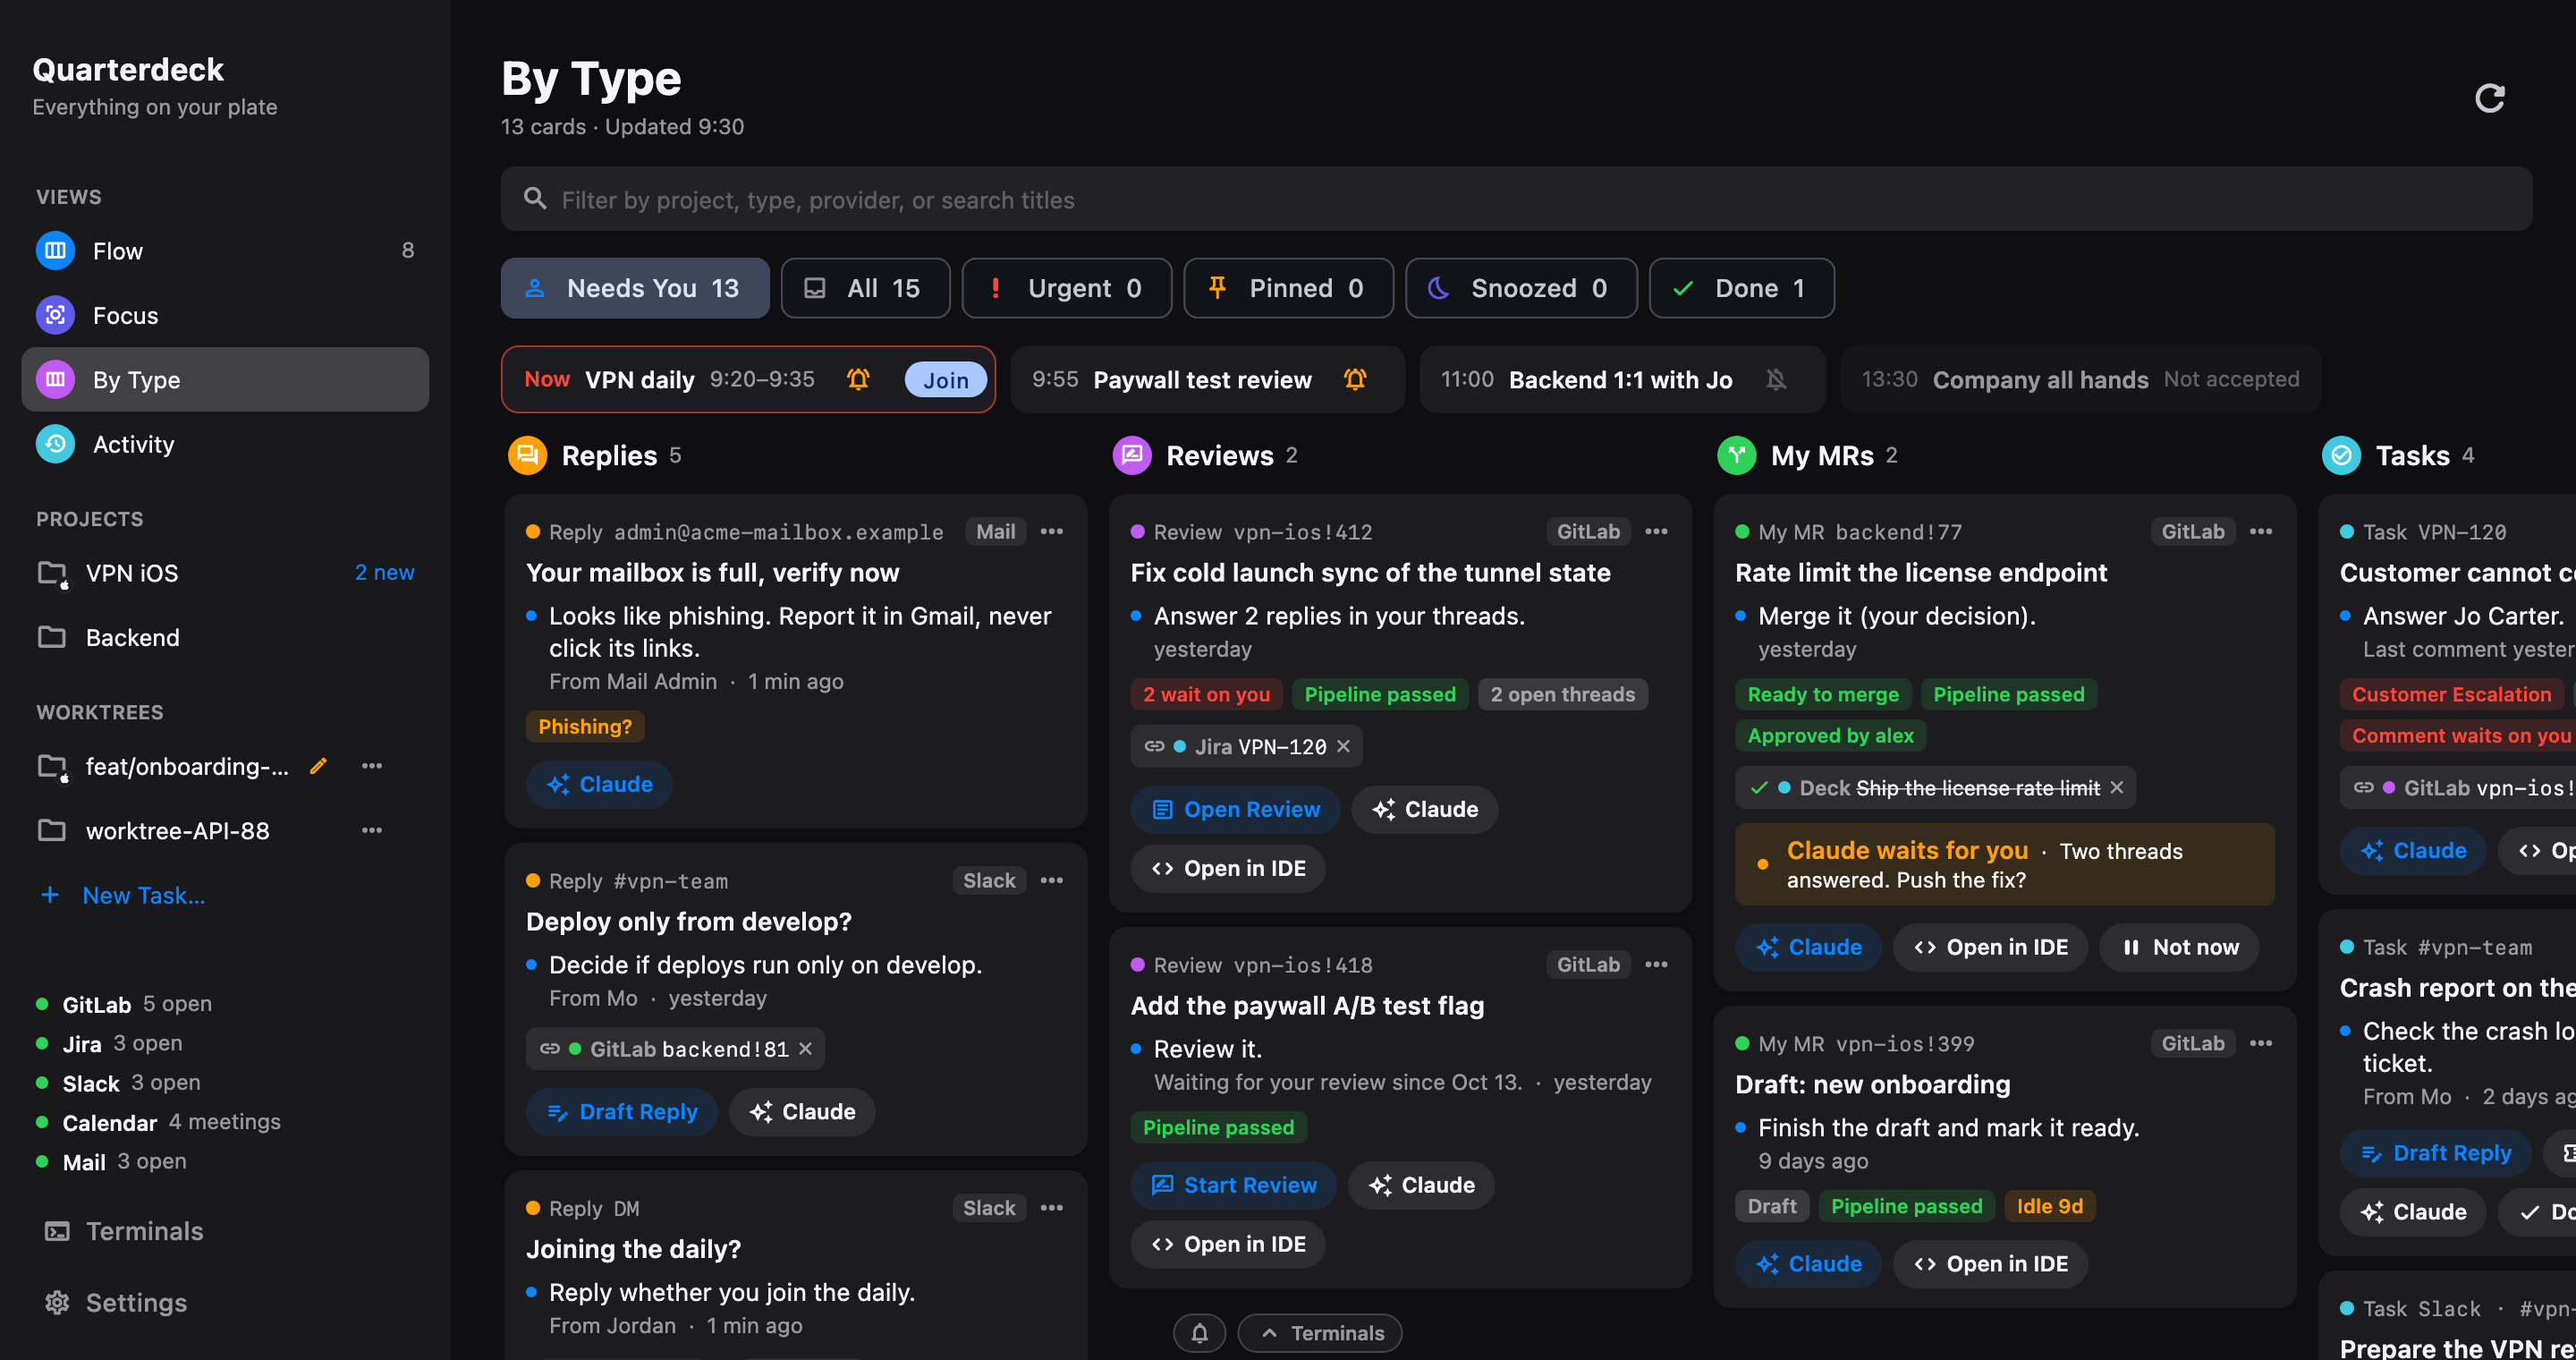 Quarterdeck
Everything on your plate
VIEWS
Flow 8
Focus
By Type
Activity
PROJECTS
VPN iOS 2 new
Backend
WORKTREES
feat/onboarding-...
worktree-API-88
New Task...
GitLab 5 open
Jira 3 open
Slack 3 open
Calendar 4 meetings
Mail 3 open
Terminals
Settings
By Type
13 cards · Updated 9:30
Filter by project, type, provider, or search titles
Needs You 13
All 15
Urgent 0
Pinned 0
Snoozed 0
Done 1
Now VPN daily 9:20–9:35 Join
9:55 Paywall test review
11:00 Backend 1:1 with Jo
13:30 Company all hands Not accepted
Replies 5
Reply admin@acme-mailbox.example Mail
Your mailbox is full, verify now
Looks like phishing. Report it in Gmail, never
click its links.
From Mail Admin · 1 min ago
Phishing?
Claude
Reply #vpn-team Slack
Deploy only from develop?
Decide if deploys run only on develop.
From Mo · yesterday
GitLab backend!81
Draft Reply Claude
Reply DM Slack
Joining the daily?
Reply whether you join the daily.
From Jordan · 1 min ago
Reviews 2
Review vpn-ios!412 GitLab
Fix cold launch sync of the tunnel state
Answer 2 replies in your threads.
yesterday
2 wait on you Pipeline passed 2 open threads
Jira VPN-120
Open Review Claude
Open in IDE
Review vpn-ios!418 GitLab
Add the paywall A/B test flag
Review it.
Waiting for your review since Oct 13. · yesterday
Pipeline passed
Start Review Claude
Open in IDE
Terminals
My MRs 2
My MR backend!77 GitLab
Rate limit the license endpoint
Merge it (your decision).
yesterday
Ready to merge Pipeline passed
Approved by alex
Deck Ship the license rate limit
Claude waits for you · Two threads
answered. Push the fix?
Claude Open in IDE Not now
My MR vpn-ios!399 GitLab
Draft: new onboarding
Finish the draft and mark it ready.
9 days ago
Draft Pipeline passed Idle 9d
Claude Open in IDE
Tasks 4
Task VPN-120
Customer cannot
Answer Jo Carter.
Last comment
Customer Escalation
Comment waits on you
GitLab vpn-ios!
Claude
Task #vpn-team
Crash report on the
Check the crash
ticket.
From Mo · 2 days
Draft Reply
Claude
Task Slack ·
Prepare the VPN